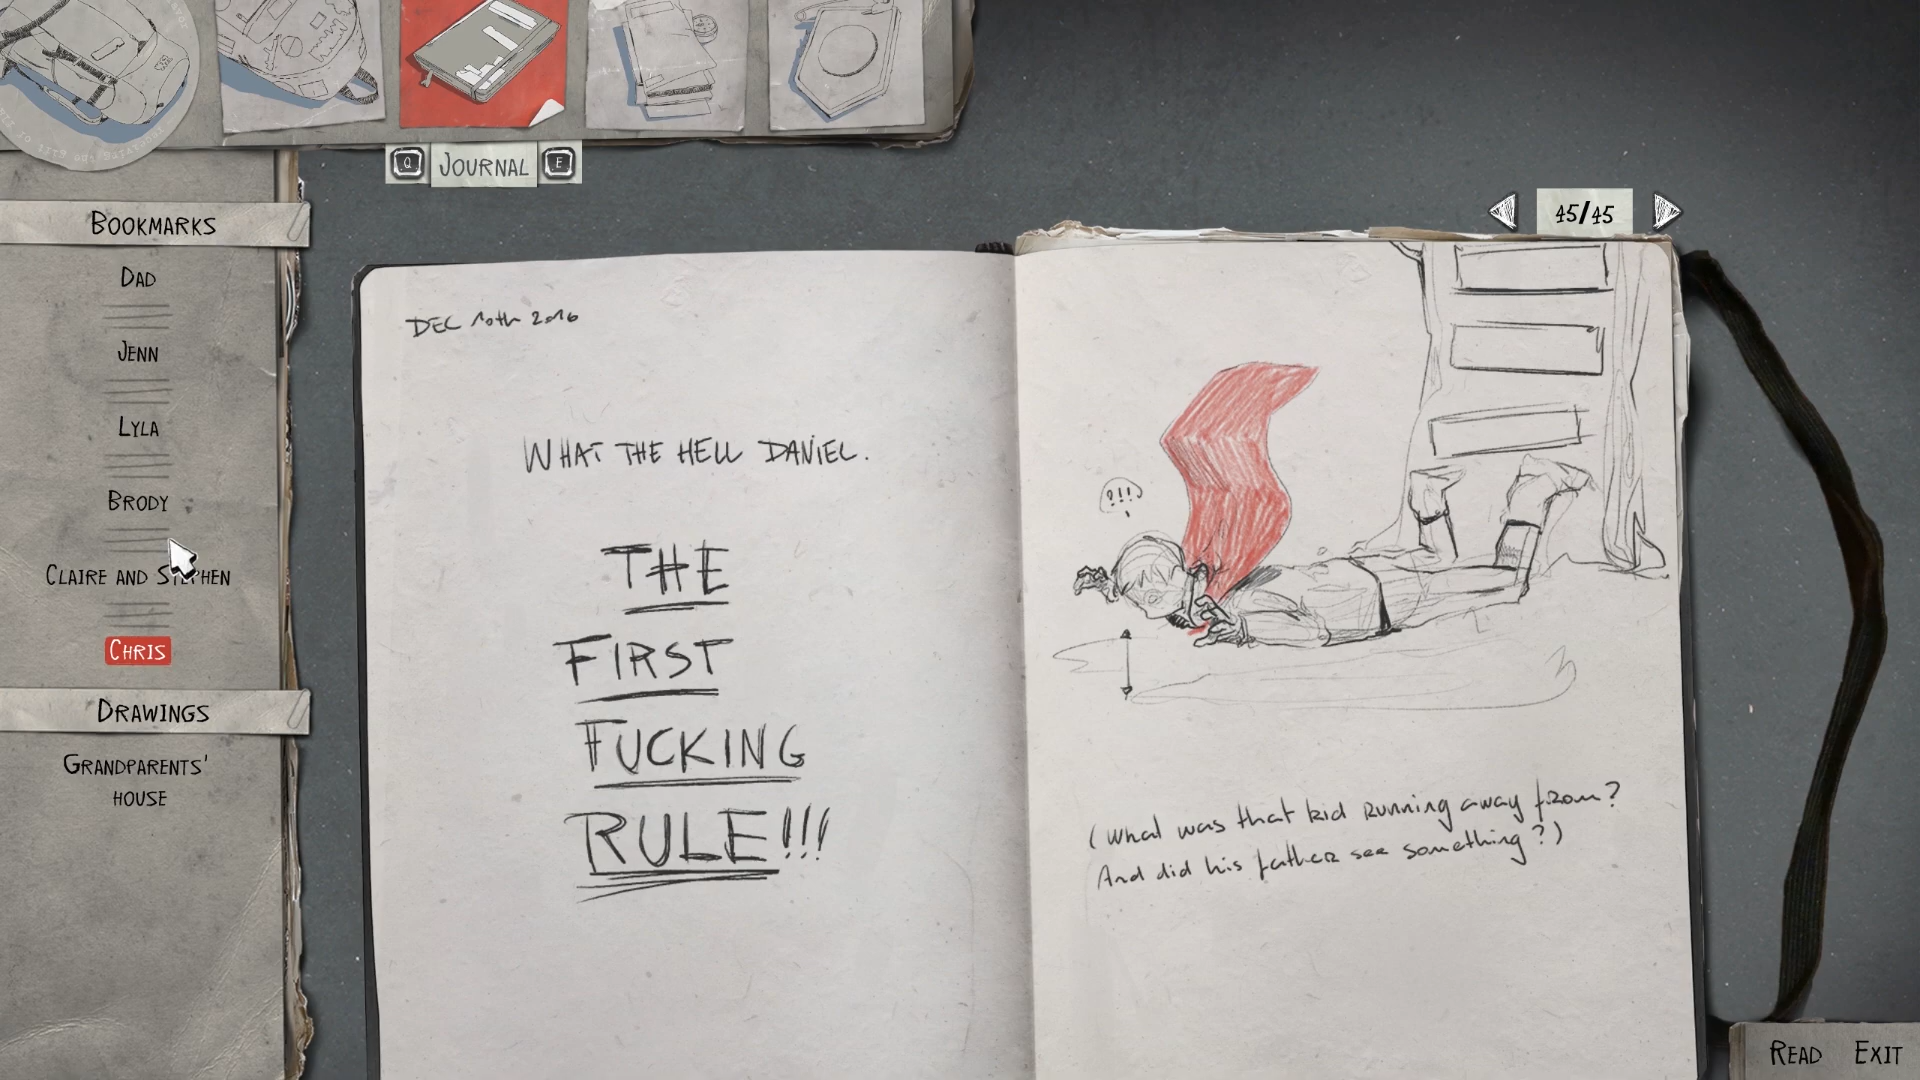 Q JOURNAL E
45/45
BOOKMARKS
DAD
JENN
LYLA
BRODY
CLAIRE AND STEPHEN
CHRIS
DRAWINGS
GRANDPARENTS'
HOUSE
DEC 10th 2016
WHAT THE HELL DANIEL.
THE
FIRST
FUCKING
RULE!!!
?!!!
(What was that kid running away from?
And did his father see something?)
READ EXIT